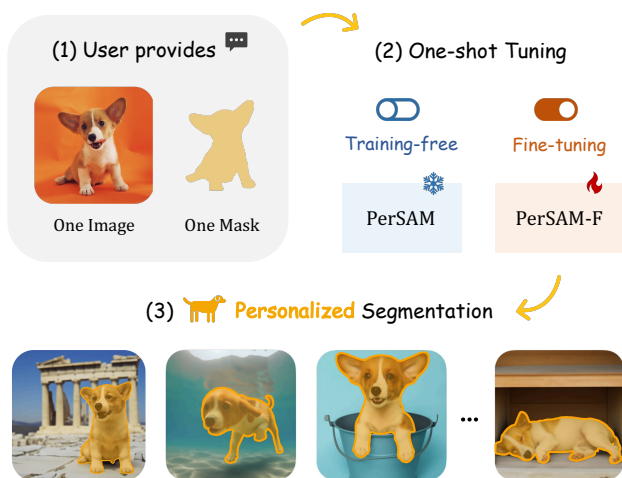 (1) User provides
(2) One-shot Tuning
Training-free
Fine-tuning
PerSAM
PerSAM-F
One Image
One Mask
(3) Personalized Segmentation
...